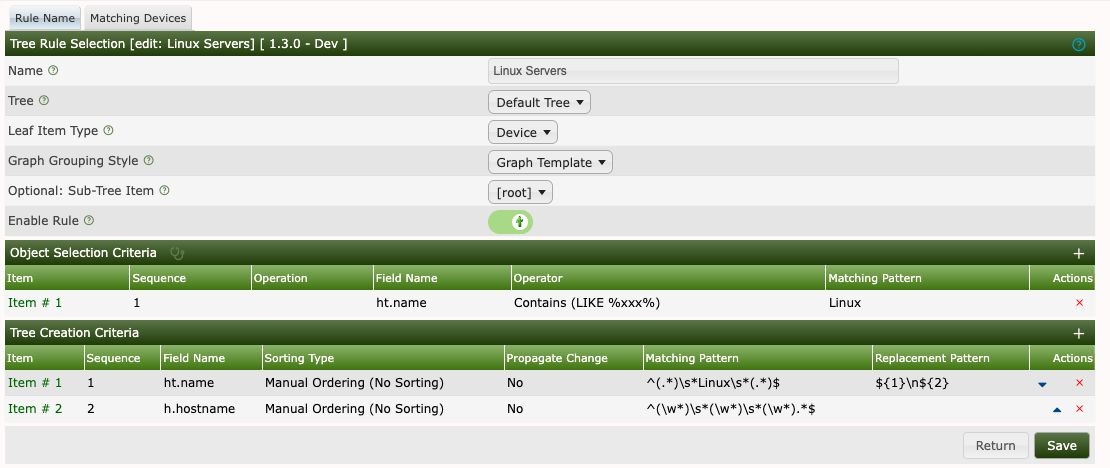 Rule Name Matching Devices
Tree Rule Selection [edit: Linux Servers] [ 1.3.0 - Dev ]
Name Linux Servers
Tree Default Tree
Leaf Item Type Device
Graph Grouping Style Graph Template
Optional: Sub-Tree Item [root]
Enable Rule
Object Selection Criteria
Item Sequence Operation Field Name Operator Matching Pattern Actions
Item # 1 1 ht.name Contains (LIKE %xxx%) Linux
Tree Creation Criteria
Item Sequence Field Name Sorting Type Propagate Change Matching Pattern Replacement Pattern Actions
Item # 1 1 ht.name Manual Ordering (No Sorting) No ^(.*)\s*Linux\s*(.*)$ ${1}\n${2}
Item # 2 2 h.hostname Manual Ordering (No Sorting) No ^(\w*)\s*(\w*)\s*(\w*).*$
Return Save